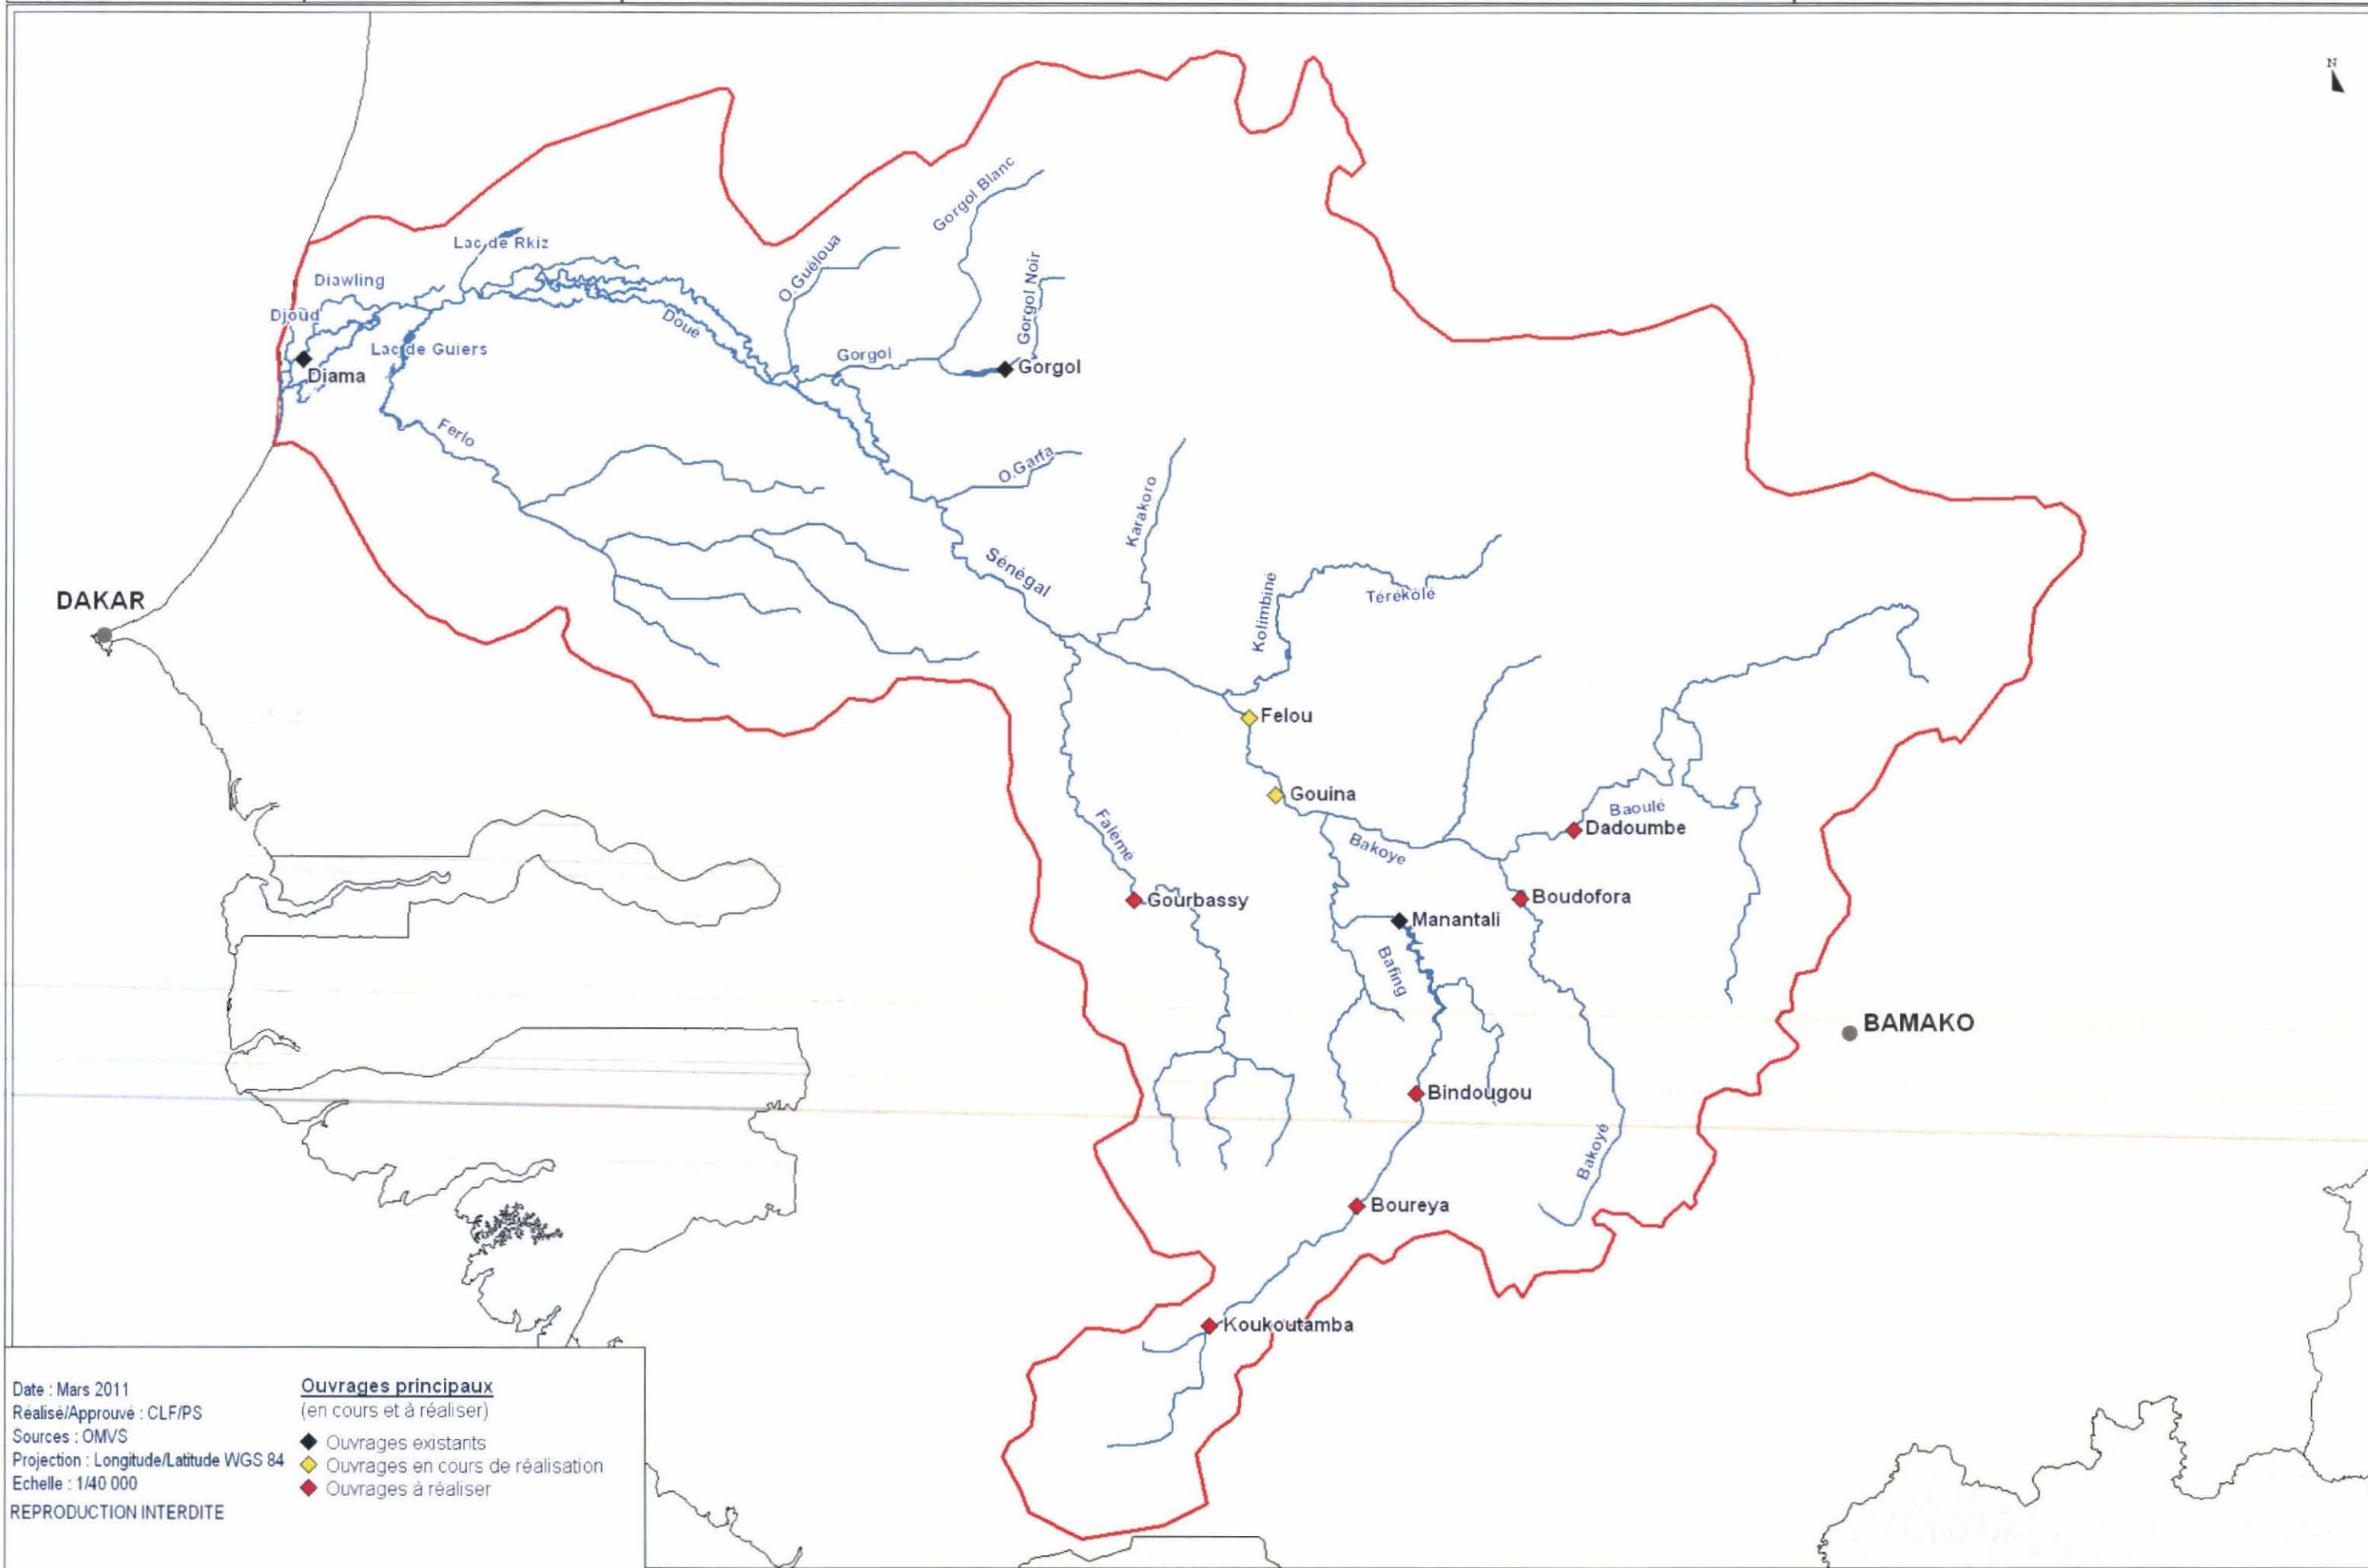 N
Gorgol Blanc
Lac de Rkiz
O.Guéloua
Gorgol Noir
Diawling
Djoud
Doué
Lac de Guiers
Gorgol
Gorgol
Diama
Ferlo
O.Garfa
Karakoro
Sénégal
Kolimbine
Térékolé
DAKAR
Felou
Gouina
Baoulé
Dadoumbe
Falémé
Bakoye
Gourbassy
Boudofora
Manantali
Bafing
BAMAKO
Bindougou
Bakoyé
Boureya
Koukoutamba
Date : Mars 2011
Réalisé/Approuvé : CLF/PS
Sources : OMVS
Projection : Longitude/Latitude WGS 84
Echelle : 1/40 000
REPRODUCTION INTERDITE
Ouvrages principaux
(en cours et à réaliser)
Ouvrages existants
Ouvrages en cours de réalisation
Ouvrages à réaliser